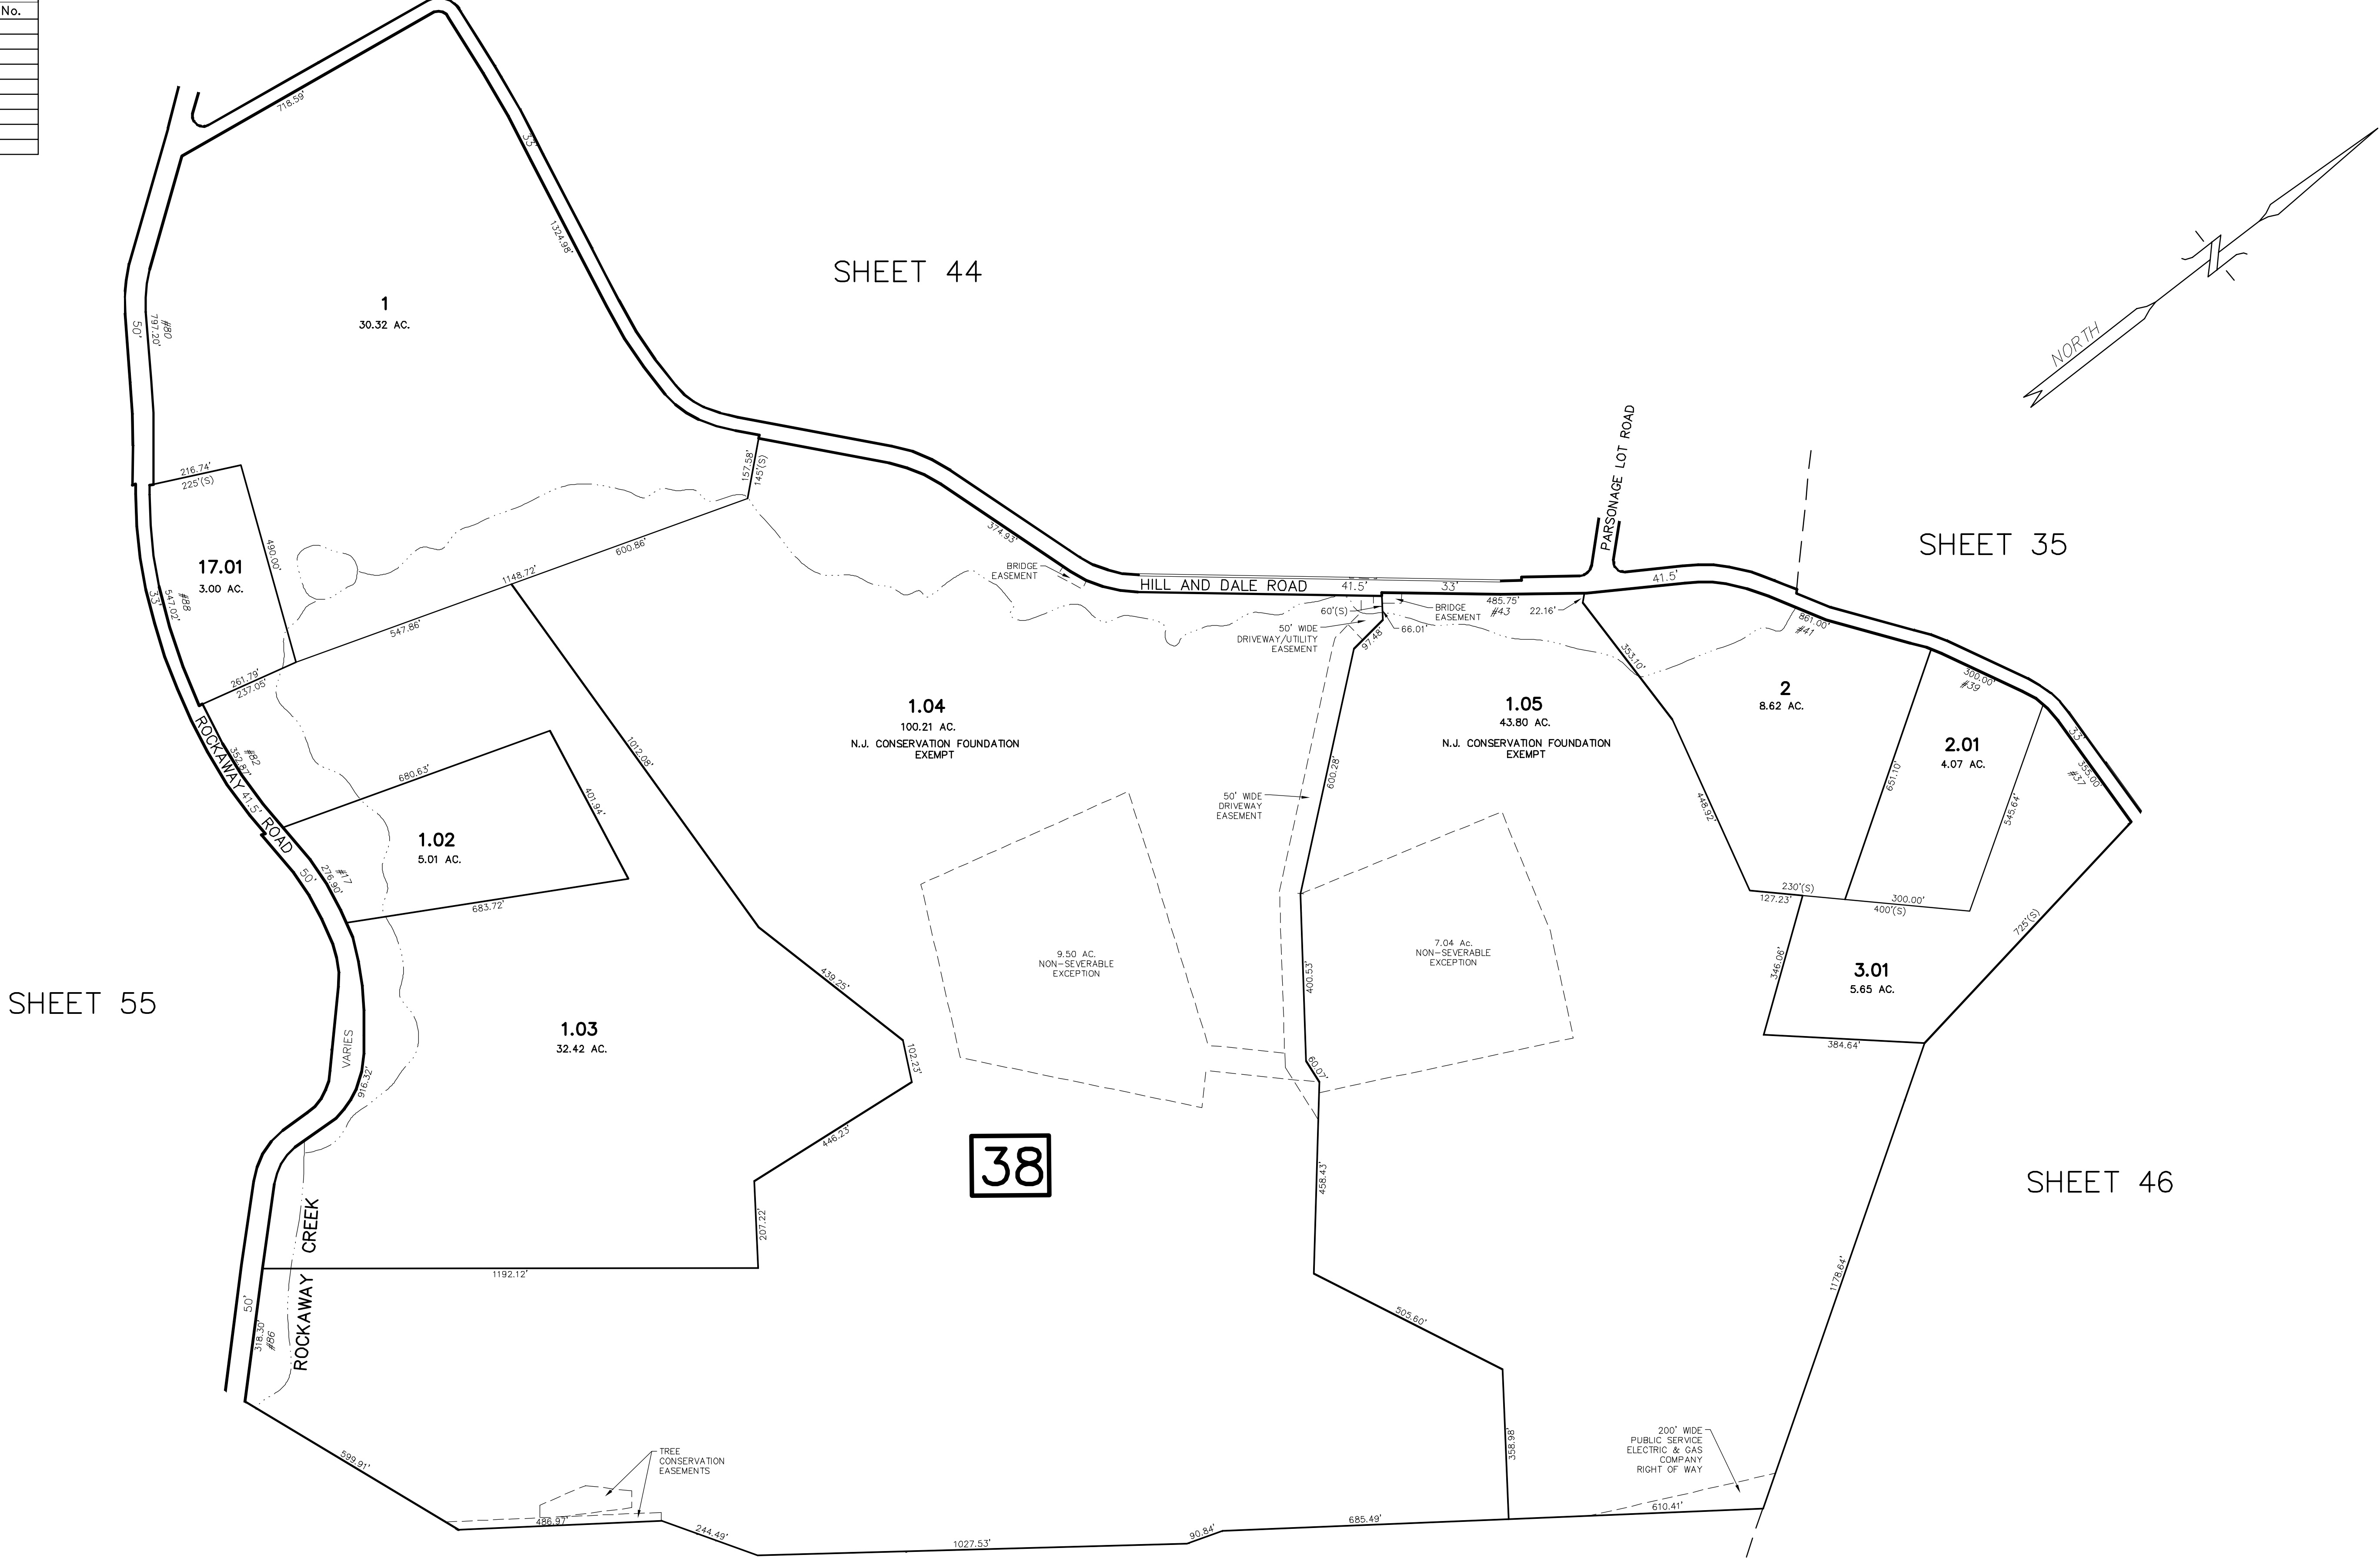 No.
718.59'
33'
1324.98'
SHEET 44
1
30.32 AC.
50'
797.20'
#80
NORTH
157.58'
145'(S)
216.74'
225'(S)
490.00'
17.01
3.00 AC.
33'
547.02'
#88
600.86'
1148.72'
547.86'
261.79'
237.05'
374.93'
BRIDGE
EASEMENT
HILL AND DALE ROAD
41.5'
33'
PARSONAGE LOT ROAD
41.5'
SHEET 35
60'(S)
66.01'
97.48'
50' WIDE
DRIVEWAY/UTILITY
EASEMENT
BRIDGE
EASEMENT
485.75'
#43
22.16'
861.00'
#41
353.10'
300.00'
#39
33'
355.00'
#37
ROCKAWAY
41.5'
ROAD
352.87'
#82
680.63'
401.94'
1012.08'
1.04
100.21 AC.
N.J. CONSERVATION FOUNDATION
EXEMPT
1.05
43.80 AC.
N.J. CONSERVATION FOUNDATION
EXEMPT
2
8.62 AC.
2.01
4.07 AC.
600.28'
50' WIDE
DRIVEWAY
EASEMENT
448.92'
651.10'
545.64'
1.02
5.01 AC.
50'
276.90'
#17
683.72'
230'(S)
127.23'
300.00'
400'(S)
725'(S)
9.50 AC.
NON-SEVERABLE
EXCEPTION
7.04 Ac.
NON-SEVERABLE
EXCEPTION
439.25'
400.53'
346.06'
3.01
5.65 AC.
SHEET 55
1.03
32.42 AC.
VARIES
916.32'
102.23'
60.07'
384.64'
446.23'
38
458.43'
SHEET 46
207.22'
ROCKAWAY CREEK
1192.12'
50'
318.30'
#86
505.60'
1178.64'
358.98'
200' WIDE
PUBLIC SERVICE
ELECTRIC & GAS
COMPANY
RIGHT OF WAY
599.91'
TREE
CONSERVATION
EASEMENTS
486.97'
244.49'
1027.53'
90.84'
685.49'
610.41'